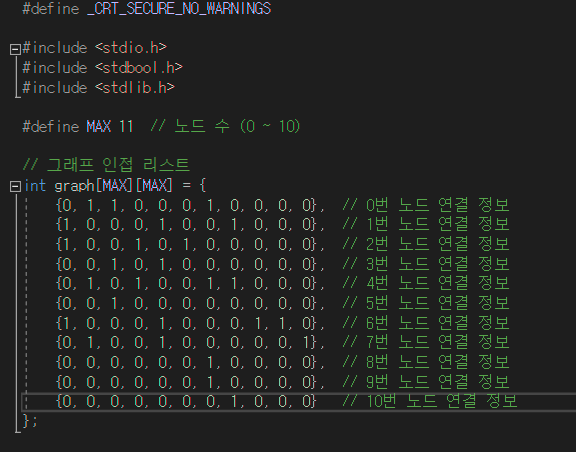 #define _CRT_SECURE_NO_WARNINGS
#include <stdio.h>
#include <stdbool.h>
#include <stdlib.h>
#define MAX 11  // 노드 수 (0 ~ 10)
// 그래프 인접 리스트
int graph[MAX][MAX] = {
{0, 1, 1, 0, 0, 0, 1, 0, 0, 0, 0},  // 0번 노드 연결 정보
{1, 0, 0, 0, 1, 0, 0, 1, 0, 0, 0},  // 1번 노드 연결 정보
{1, 0, 0, 1, 0, 1, 0, 0, 0, 0, 0},  // 2번 노드 연결 정보
{0, 0, 1, 0, 1, 0, 0, 0, 0, 0, 0},  // 3번 노드 연결 정보
{0, 1, 0, 1, 0, 0, 1, 1, 0, 0, 0},  // 4번 노드 연결 정보
{0, 0, 1, 0, 0, 0, 0, 0, 0, 0, 0},  // 5번 노드 연결 정보
{1, 0, 0, 0, 1, 0, 0, 0, 1, 1, 0},  // 6번 노드 연결 정보
{0, 1, 0, 0, 1, 0, 0, 0, 0, 0, 1},  // 7번 노드 연결 정보
{0, 0, 0, 0, 0, 0, 1, 0, 0, 0, 0},  // 8번 노드 연결 정보
{0, 0, 0, 0, 0, 0, 1, 0, 0, 0, 0},  // 9번 노드 연결 정보
{0, 0, 0, 0, 0, 0, 0, 1, 0, 0, 0}   // 10번 노드 연결 정보
};